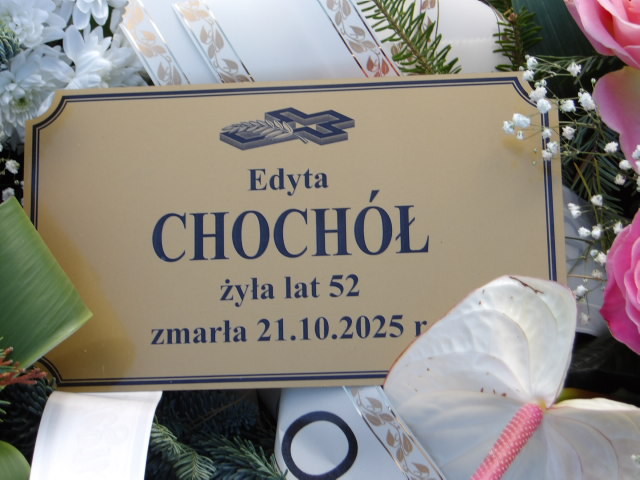 Edyta
CHOCHÓŁ
żyła lat 52
zmarła 21.10.2025 r